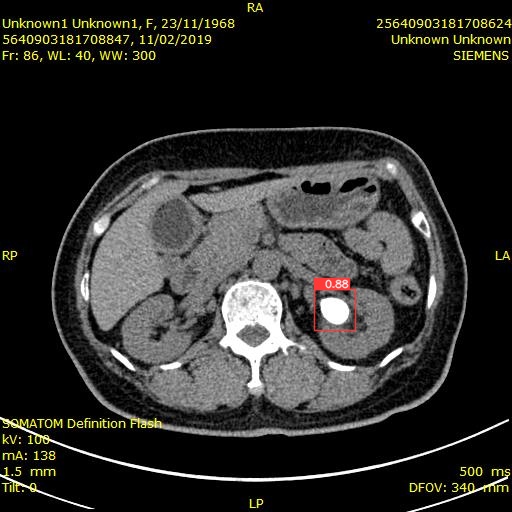 RA
Unknown1 Unknown1, F, 23/11/1968
25640903181708624
5640903181708847, 11/02/2019
Unknown Unknown
Fr: 86, WL: 40, WW: 300
SIEMENS
RP
LA
0.88
SOMATOM Definition Flash
kV: 100
mA: 138
1.5 mm
500 ms
Tilt: 0
DFOV: 340 mm
LP